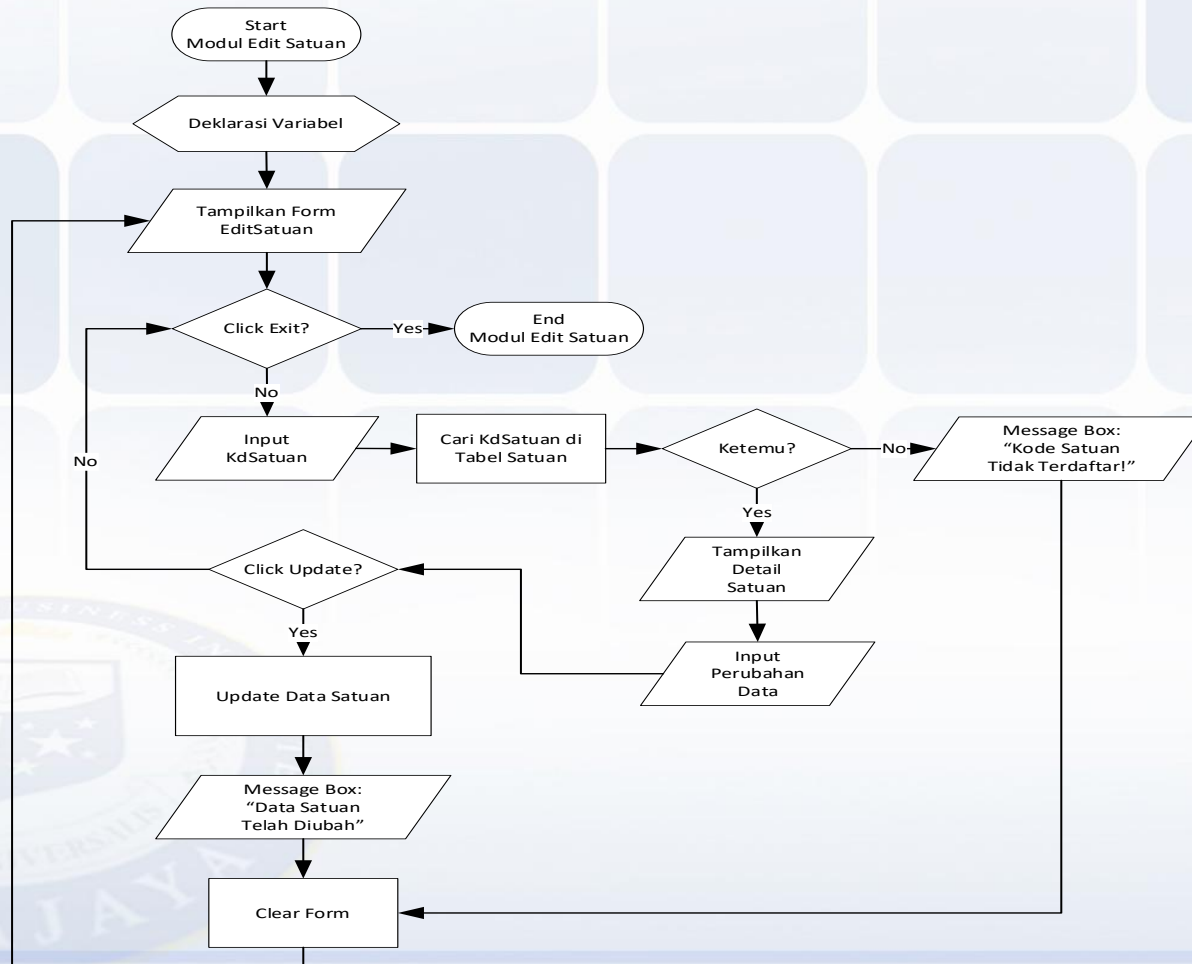 Start
Modul Edit Satuan
Deklarasi Variabel
Tampilkan Form
EditSatuan
Click Exit?
Yes
End
Modul Edit Satuan
No
Input
KdSatuan
Cari KdSatuan di
Tabel Satuan
Ketemu?
No
Message Box:
“Kode Satuan
Tidak Terdaftar!”
Yes
Tampilkan
Detail
Satuan
Input
Perubahan
Data
Click Update?
No
Yes
Update Data Satuan
Message Box:
“Data Satuan
Telah Diubah”
Clear Form
JAYA